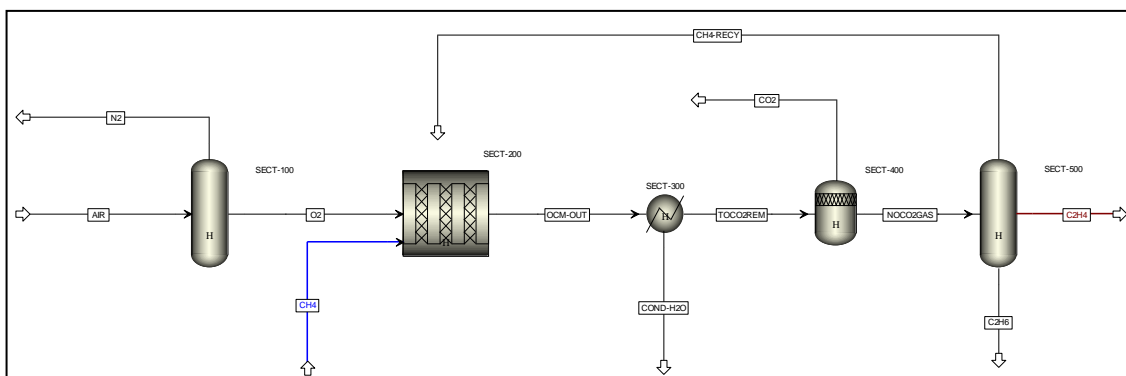 CH4-RECY
CO2
N2
SECT-200
SECT-100
SECT-400
SECT-500
SECT-300
AIR
O2
OCM-OUT
TOCO2REM
NOCO2GAS
C2H4
H
H
H
H
H
CH4
COND-H2O
C2H6